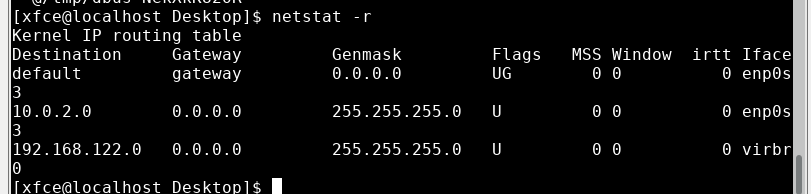 [xfce@localhost Desktop]$ netstat -r
Kernel IP routing table
Destination     Gateway         Genmask         Flags   MSS Window  irtt Iface
default         gateway         0.0.0.0         UG        0 0          0 enp0s
3
10.0.2.0        0.0.0.0         255.255.255.0   U         0 0          0 enp0s
3
192.168.122.0   0.0.0.0         255.255.255.0   U         0 0          0 virbr
0
[xfce@localhost Desktop]$